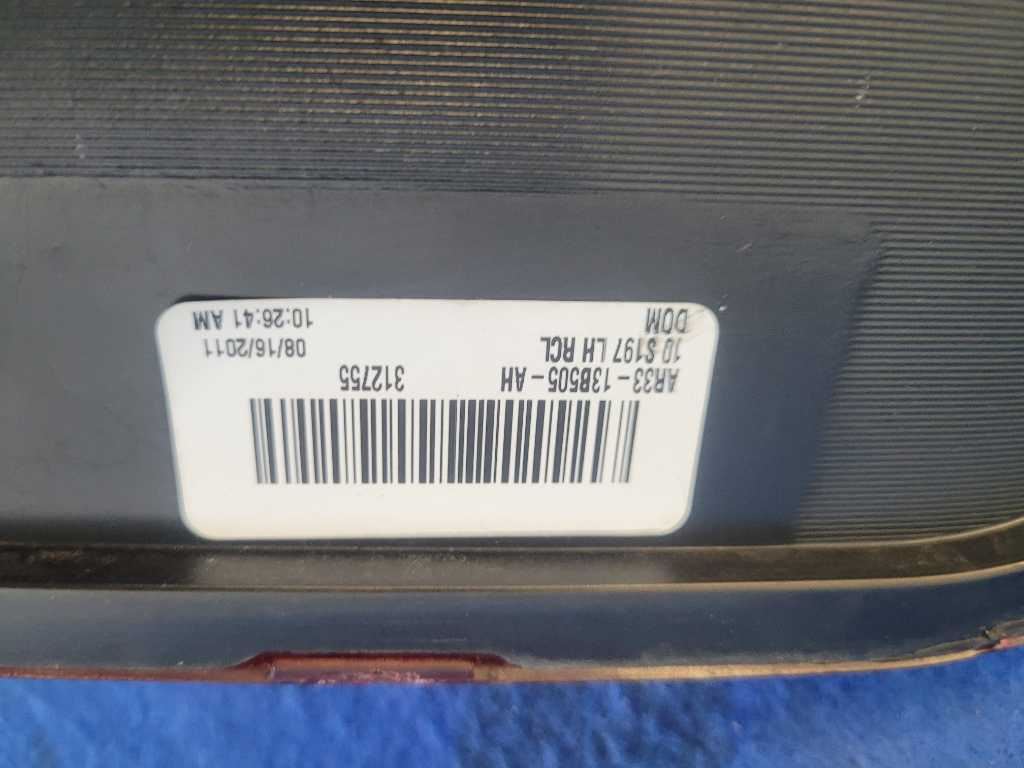 AR33-13B505-AH 312755
10 S197 LH RCL 08/16/2011
DOM 10:26:41 AM